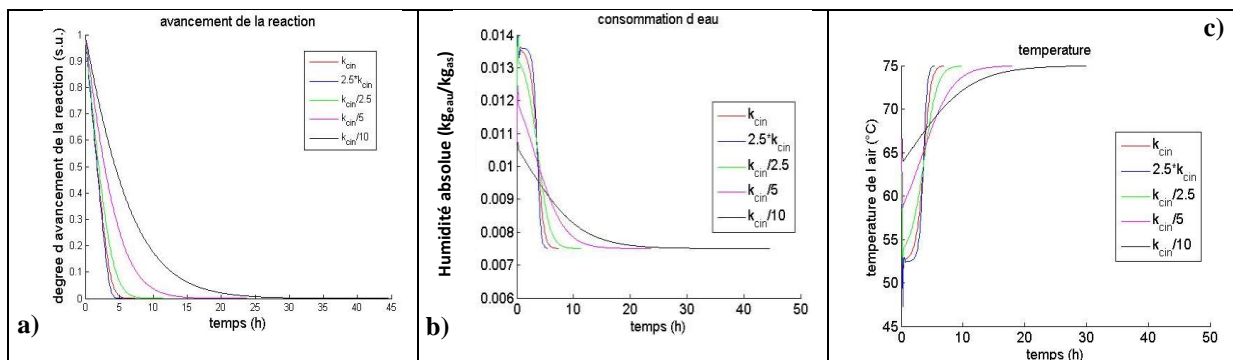 avancement de la reaction
degree d avancement de la reaction (s.u.)
1
0.9
0.8
0.7
0.6
0.5
0.4
0.3
0.2
0.1
0
0 5 10 15 20 25 30 35 40 45
temps (h)
k_cin
2.5*k_cin
k_cin/2.5
k_cin/5
k_cin/10
a)
consommation d eau
Humidité absolue (kg_eau/kg_as)
0.014
0.013
0.012
0.011
0.01
0.009
0.008
0.007
0.006
0 10 20 30 40 50
temps (h)
k_cin
2.5*k_cin
k_cin/2.5
k_cin/5
k_cin/10
b)
c)
temperature
temperature de l air (°C)
75
70
65
60
55
50
45
0 10 20 30 40 50
temps (h)
k_cin
2.5*k_cin
k_cin/2.5
k_cin/5
k_cin/10